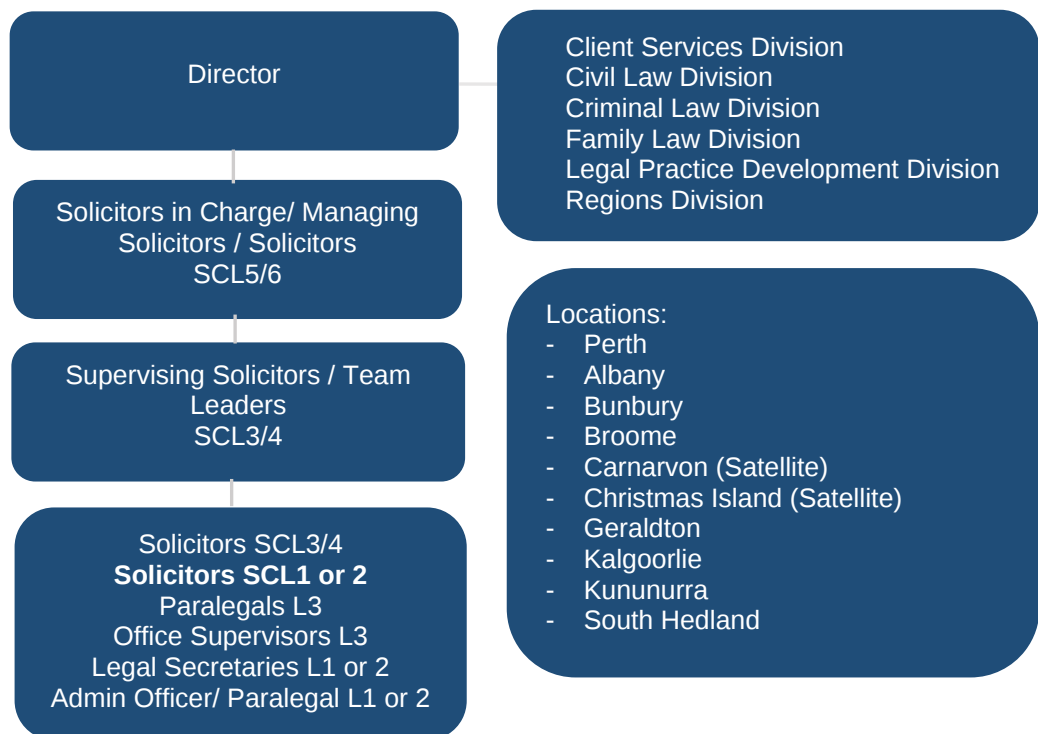 Director
Client Services Division
Civil Law Division
Criminal Law Division
Family Law Division
Legal Practice Development Division
Regions Division
Solicitors in Charge/ Managing
Solicitors / Solicitors
SCL5/6
Supervising Solicitors / Team
Leaders
SCL3/4
Solicitors SCL3/4
Solicitors SCL1 or 2
Paralegals L3
Office Supervisors L3
Legal Secretaries L1 or 2
Admin Officer/ Paralegal L1 or 2
Locations:
- Perth
- Albany
- Bunbury
- Broome
- Carnarvon (Satellite)
- Christmas Island (Satellite)
- Geraldton
- Kalgoorlie
- Kununurra
- South Hedland